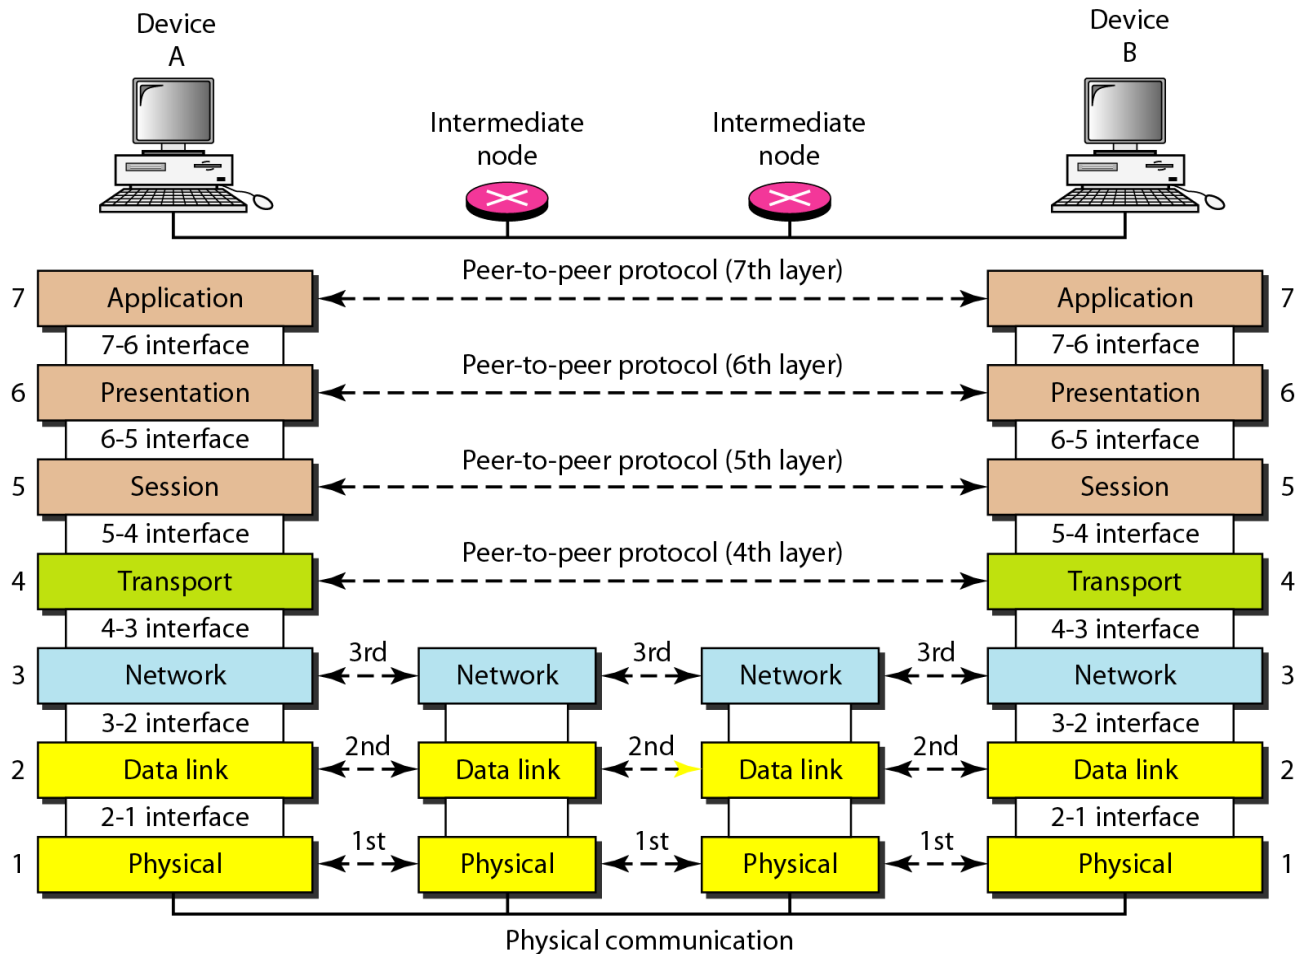 Device
A
Device
B
Intermediate
node
Intermediate
node
Peer-to-peer protocol (7th layer)
7 Application Application 7
7-6 interface 7-6 interface
Peer-to-peer protocol (6th layer)
6 Presentation Presentation 6
6-5 interface 6-5 interface
Peer-to-peer protocol (5th layer)
5 Session Session 5
5-4 interface 5-4 interface
Peer-to-peer protocol (4th layer)
4 Transport Transport 4
4-3 interface 4-3 interface
3rd 3rd 3rd
3 Network Network Network Network 3
3-2 interface 3-2 interface
2nd 2nd 2nd
2 Data link Data link Data link Data link 2
2-1 interface 2-1 interface
1st 1st 1st
1 Physical Physical Physical Physical 1
Physical communication